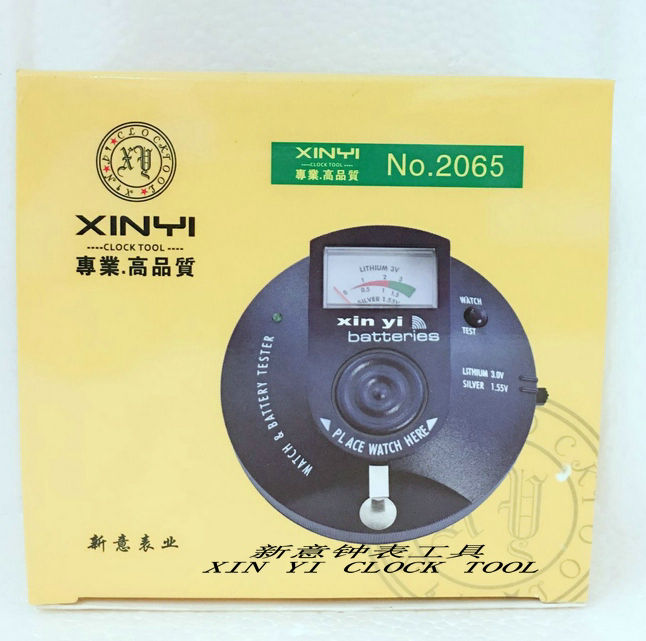 XIN YI CLOCK TOOL
XY
XINYI
----CLOCK TOOL----
專業.高品質
XINYI
----CLOCK TOOL----
專業.高品質
No.2065
LITHIUM 3V
0 1 2 3
0.5 1 1.5
SILVER 1.55V
xin yi
batteries
WATCH
TEST
LITHIUM 3.0V
SILVER 1.55V
WATCH & BATTERY TESTER
PLACE WATCH HERE
新意表业
新意钟表工具
XIN YI CLOCK TOOL